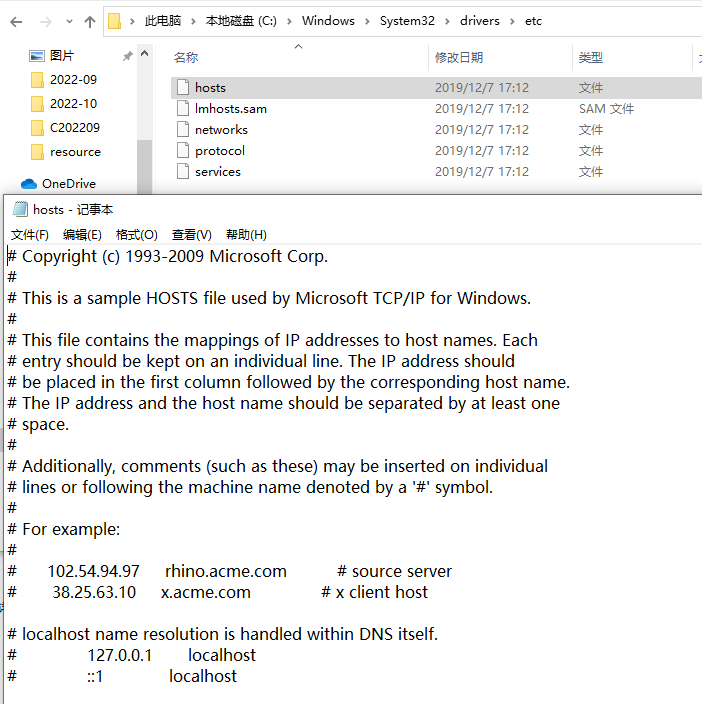 此电脑 › 本地磁盘 (C:) › Windows › System32 › drivers › etc
图片
2022-09
2022-10
C202209
resource
OneDrive
名称 修改日期 类型
hosts 2019/12/7 17:12 文件
lmhosts.sam 2019/12/7 17:12 SAM 文件
networks 2019/12/7 17:12 文件
protocol 2019/12/7 17:12 文件
services 2019/12/7 17:12 文件
hosts - 记事本
文件(F) 编辑(E) 格式(O) 查看(V) 帮助(H)
# Copyright (c) 1993-2009 Microsoft Corp.
#
# This is a sample HOSTS file used by Microsoft TCP/IP for Windows.
#
# This file contains the mappings of IP addresses to host names. Each
# entry should be kept on an individual line. The IP address should
# be placed in the first column followed by the corresponding host name.
# The IP address and the host name should be separated by at least one
# space.
#
# Additionally, comments (such as these) may be inserted on individual
# lines or following the machine name denoted by a '#' symbol.
#
# For example:
#
# 102.54.94.97 rhino.acme.com # source server
# 38.25.63.10 x.acme.com # x client host
# localhost name resolution is handled within DNS itself.
# 127.0.0.1 localhost
# ::1 localhost